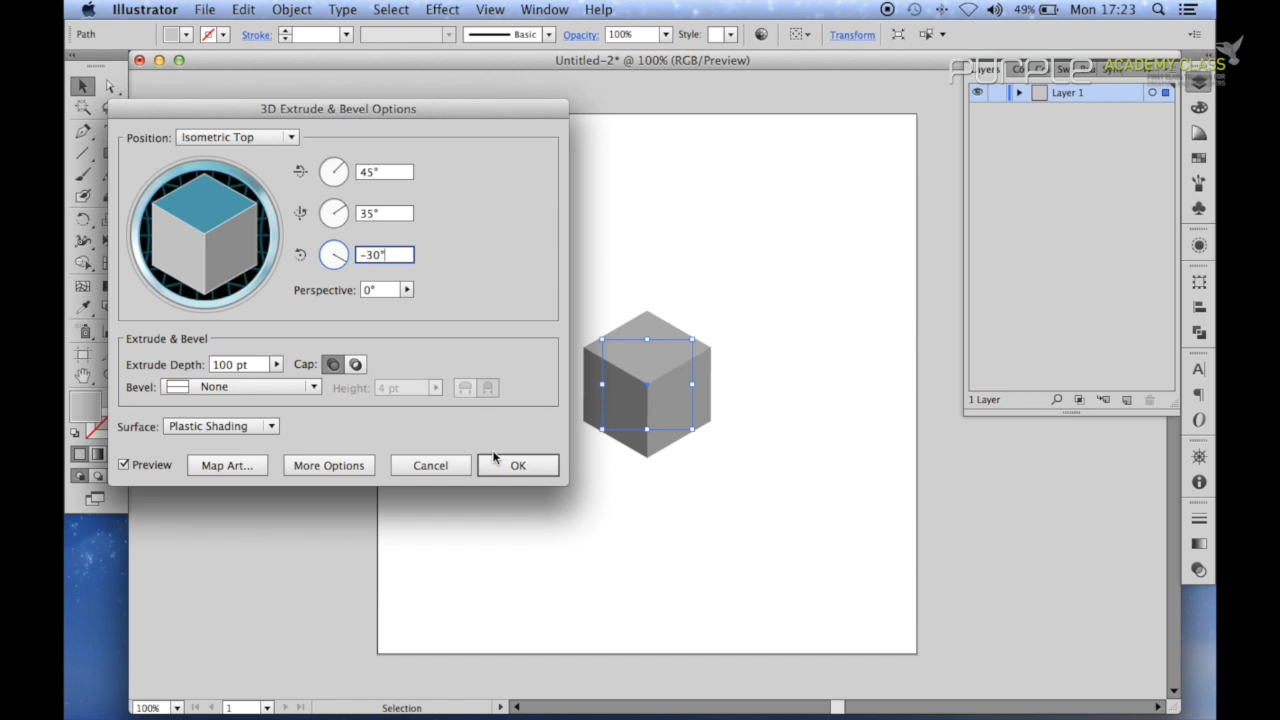 Illustrator File Edit Object Type Select Effect View Window Help 49% Mon 17:23
Path Stroke: Basic Opacity: 100% Style: Transform
Untitled-2* @ 100% (RGB/Preview)
purple ACADEMY CLASS
Layers
Layer 1
1 Layer
3D Extrude & Bevel Options
Position: Isometric Top
45°
35°
-30°
Perspective: 0°
Extrude & Bevel
Extrude Depth: 100 pt Cap:
Bevel: None Height: 4 pt
Surface: Plastic Shading
Preview Map Art... More Options Cancel OK
100% 1 Selection